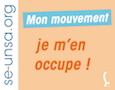 se-unsa.org
Mon mouvement
je m'en
occupe !